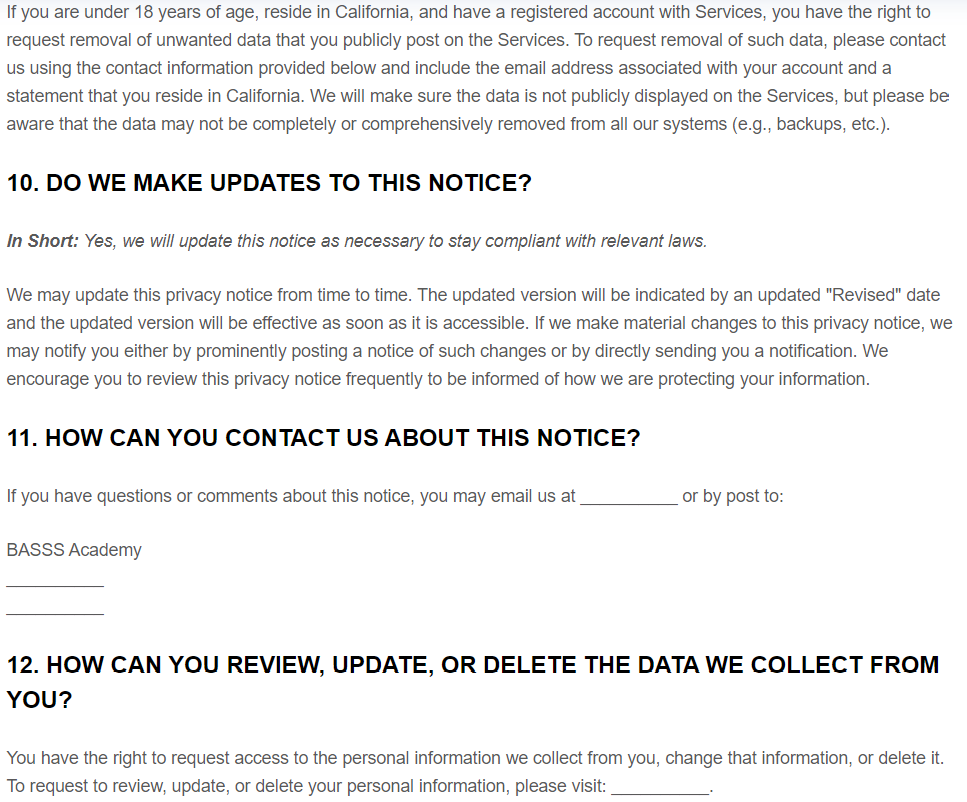 If you are under 18 years of age, reside in California, and have a registered account with Services, you have the right to
request removal of unwanted data that you publicly post on the Services. To request removal of such data, please contact
us using the contact information provided below and include the email address associated with your account and a
statement that you reside in California. We will make sure the data is not publicly displayed on the Services, but please be
aware that the data may not be completely or comprehensively removed from all our systems (e.g., backups, etc.).
10. DO WE MAKE UPDATES TO THIS NOTICE?
In Short: Yes, we will update this notice as necessary to stay compliant with relevant laws.
We may update this privacy notice from time to time. The updated version will be indicated by an updated "Revised" date
and the updated version will be effective as soon as it is accessible. If we make material changes to this privacy notice, we
may notify you either by prominently posting a notice of such changes or by directly sending you a notification. We
encourage you to review this privacy notice frequently to be informed of how we are protecting your information.
11. HOW CAN YOU CONTACT US ABOUT THIS NOTICE?
If you have questions or comments about this notice, you may email us at __________ or by post to:
BASSS Academy
__________
__________
12. HOW CAN YOU REVIEW, UPDATE, OR DELETE THE DATA WE COLLECT FROM
YOU?
You have the right to request access to the personal information we collect from you, change that information, or delete it.
To request to review, update, or delete your personal information, please visit: __________.